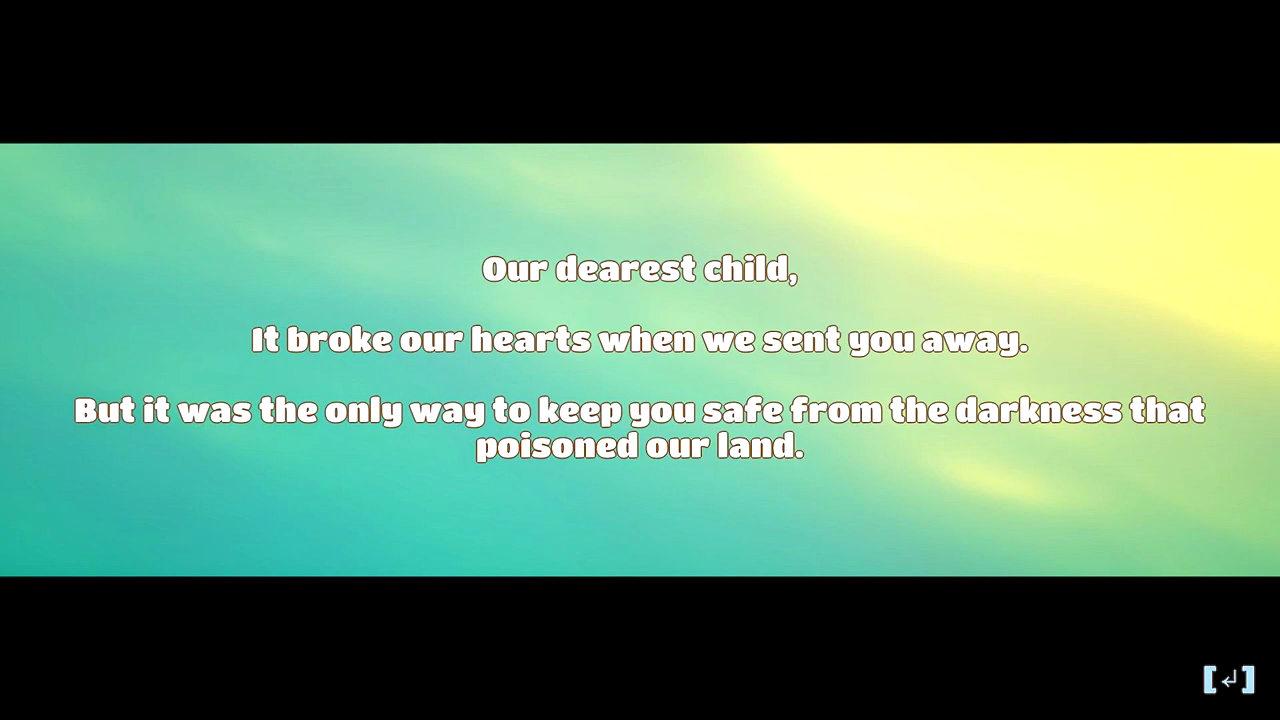 Our dearest child,
It broke our hearts when we sent you away.
But it was the only way to keep you safe from the darkness that
poisoned our land.
[↵]